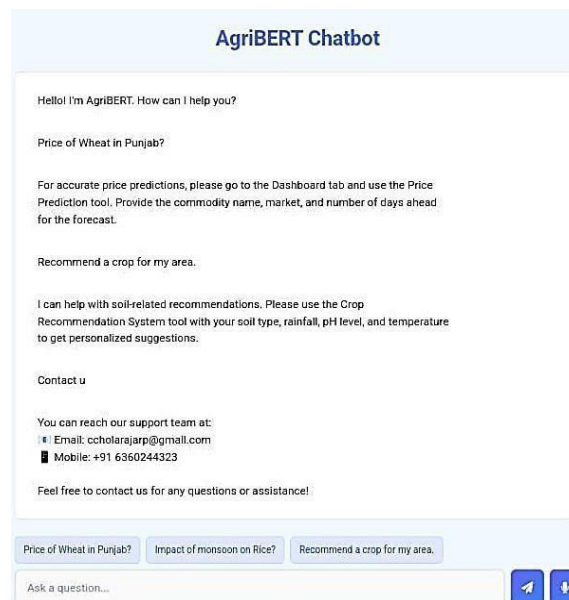 AgriBERT Chatbot
Hello! I'm AgriBERT. How can I help you?
Price of Wheat in Punjab?
For accurate price predictions, please go to the Dashboard tab and use the Price
Prediction tool. Provide the commodity name, market, and number of days ahead
for the forecast.
Recommend a crop for my area.
I can help with soil-related recommendations. Please use the Crop
Recommendation System tool with your soil type, rainfall, pH level, and temperature
to get personalized suggestions.
Contact u
You can reach our support team at:
📧 Email: ccholarajarp@gmail.com
📱 Mobile: +91 6360244323
Feel free to contact us for any questions or assistance!
Price of Wheat in Punjab? Impact of monsoon on Rice? Recommend a crop for my area.
Ask a question...